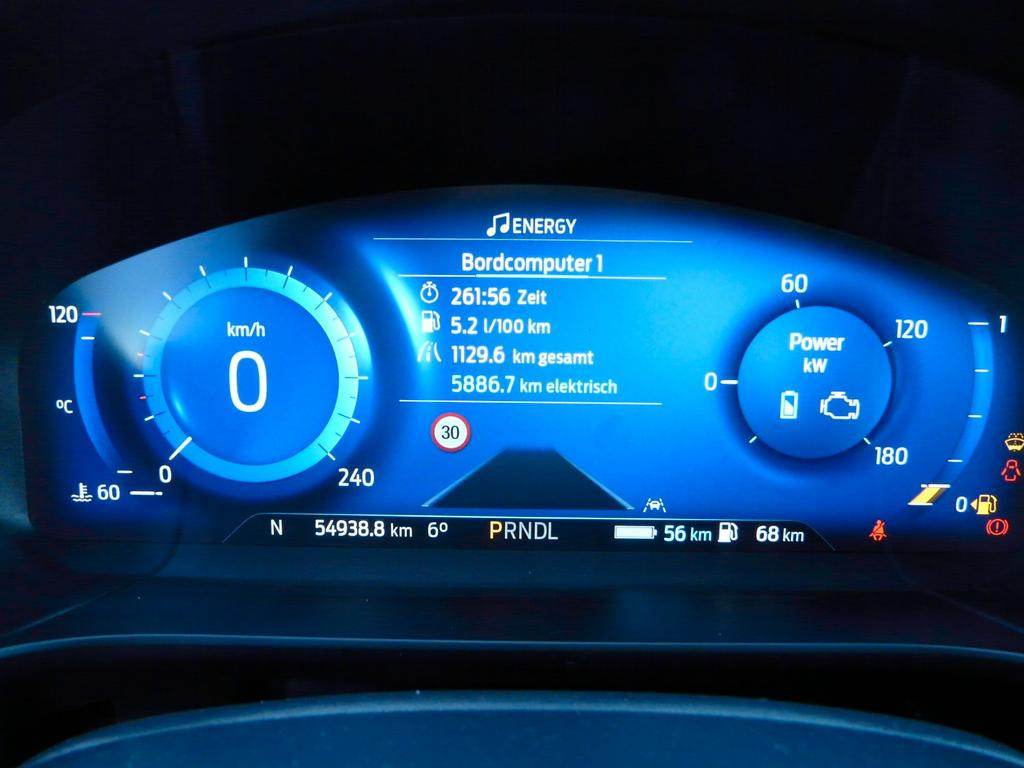 ENERGY
Bordcomputer 1
261:56 Zeit
5.2 l/100 km
1129.6 km gesamt
5886.7 km elektrisch
30
120
°C
60
km/h
0
0
240
60
Power
kW
0
120
180
1
0
N 54938.8 km 6° PRNDL 56 km 68 km